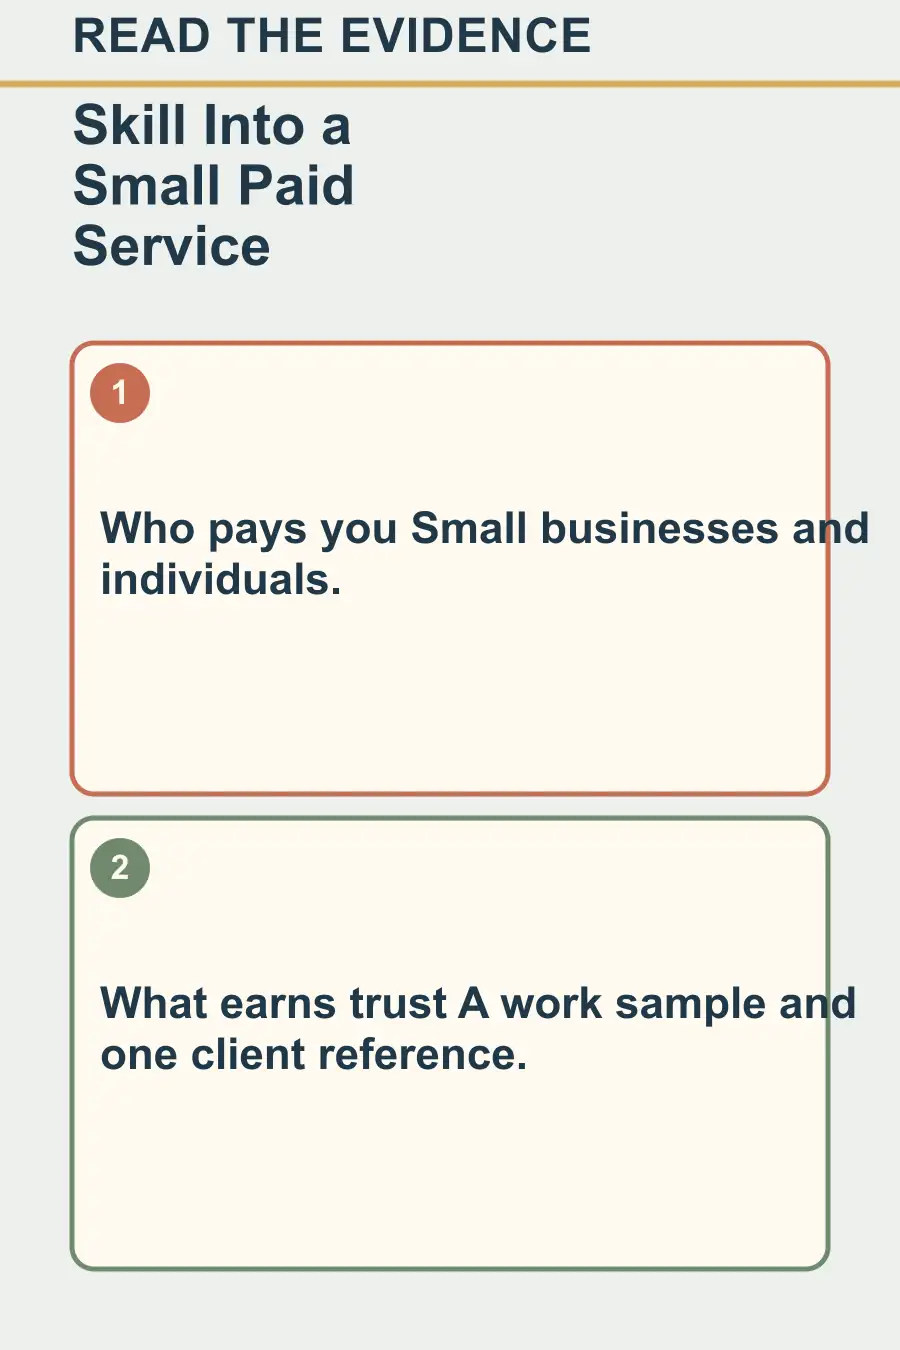 READ THE EVIDENCE
Skill Into a
Small Paid
Service
1
Who pays you Small businesses and
individuals.
2
What earns trust A work sample and
one client reference.